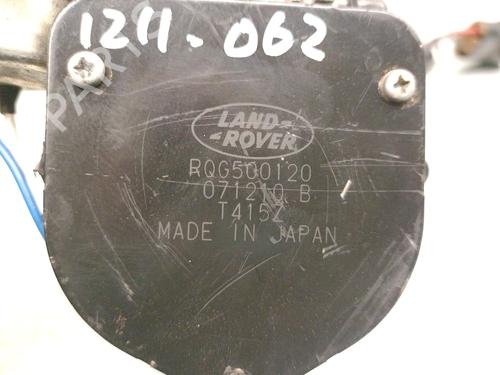 1211-062
LAND-
ROVER
RQG500120
071210 B
T415Z
MADE IN JAPAN